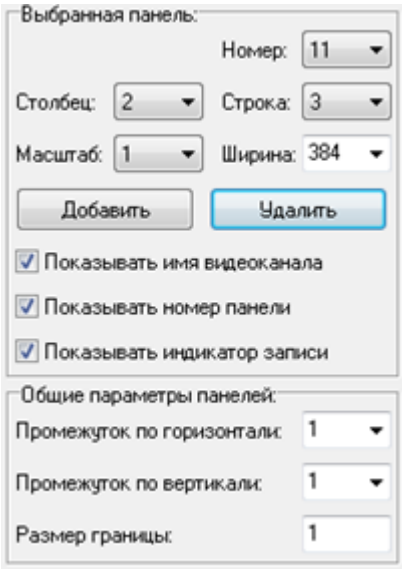 Выбранная панель:
Номер: 11
Столбец: 2 Строка: 3
Масштаб: 1 Ширина: 384
Добавить Удалить
Показывать имя видеоканала
Показывать номер панели
Показывать индикатор записи
Общие параметры панелей:
Промежуток по горизонтали: 1
Промежуток по вертикали: 1
Размер границы: 1